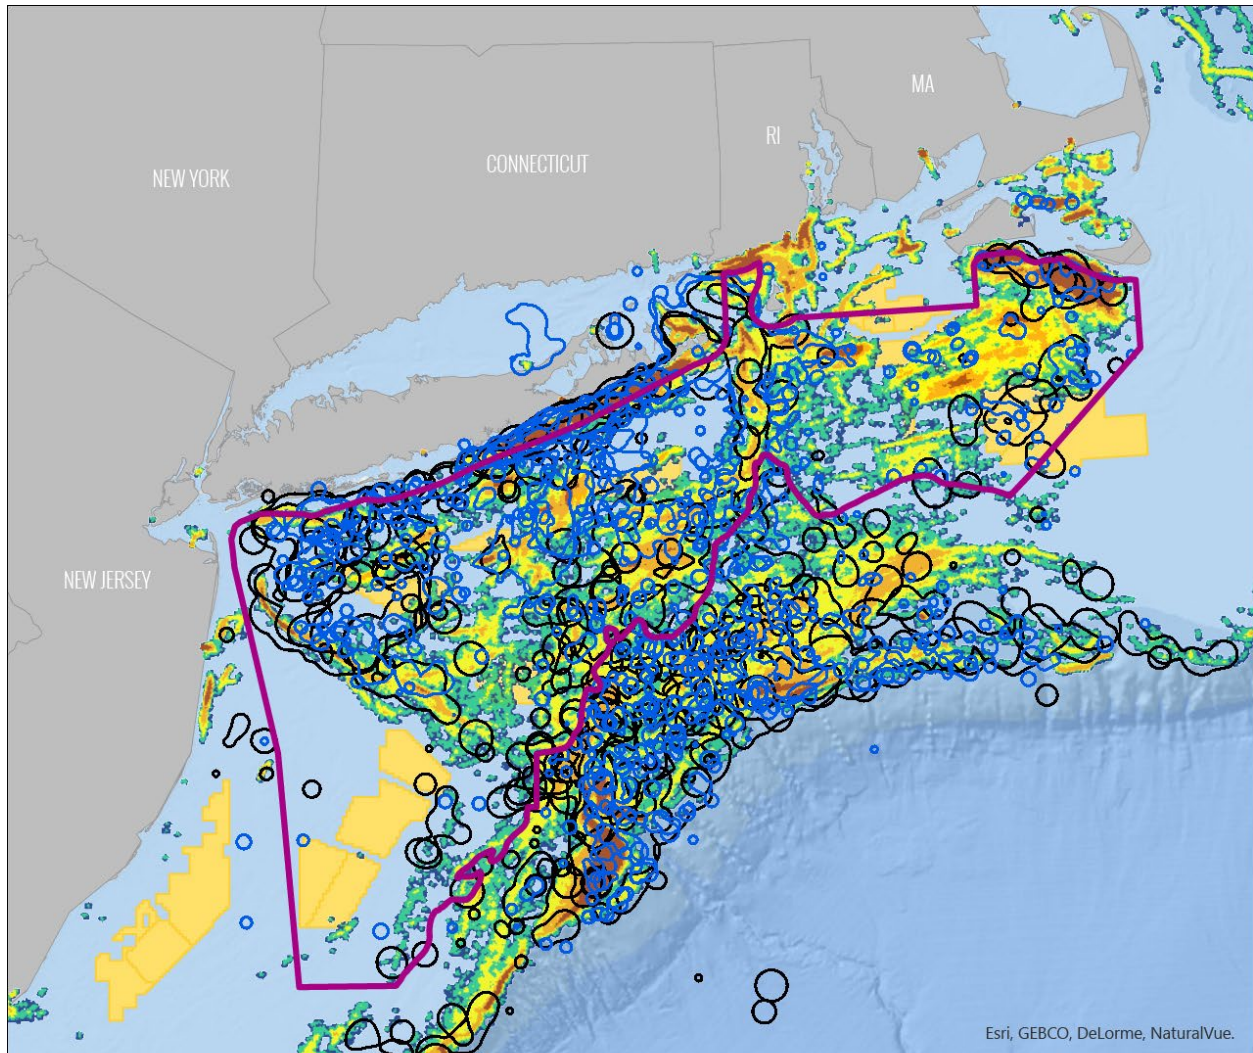 MA
RI
CONNECTICUT
NEW YORK
NEW JERSEY
Esri, GEBCO, DeLorme, NaturalVue.